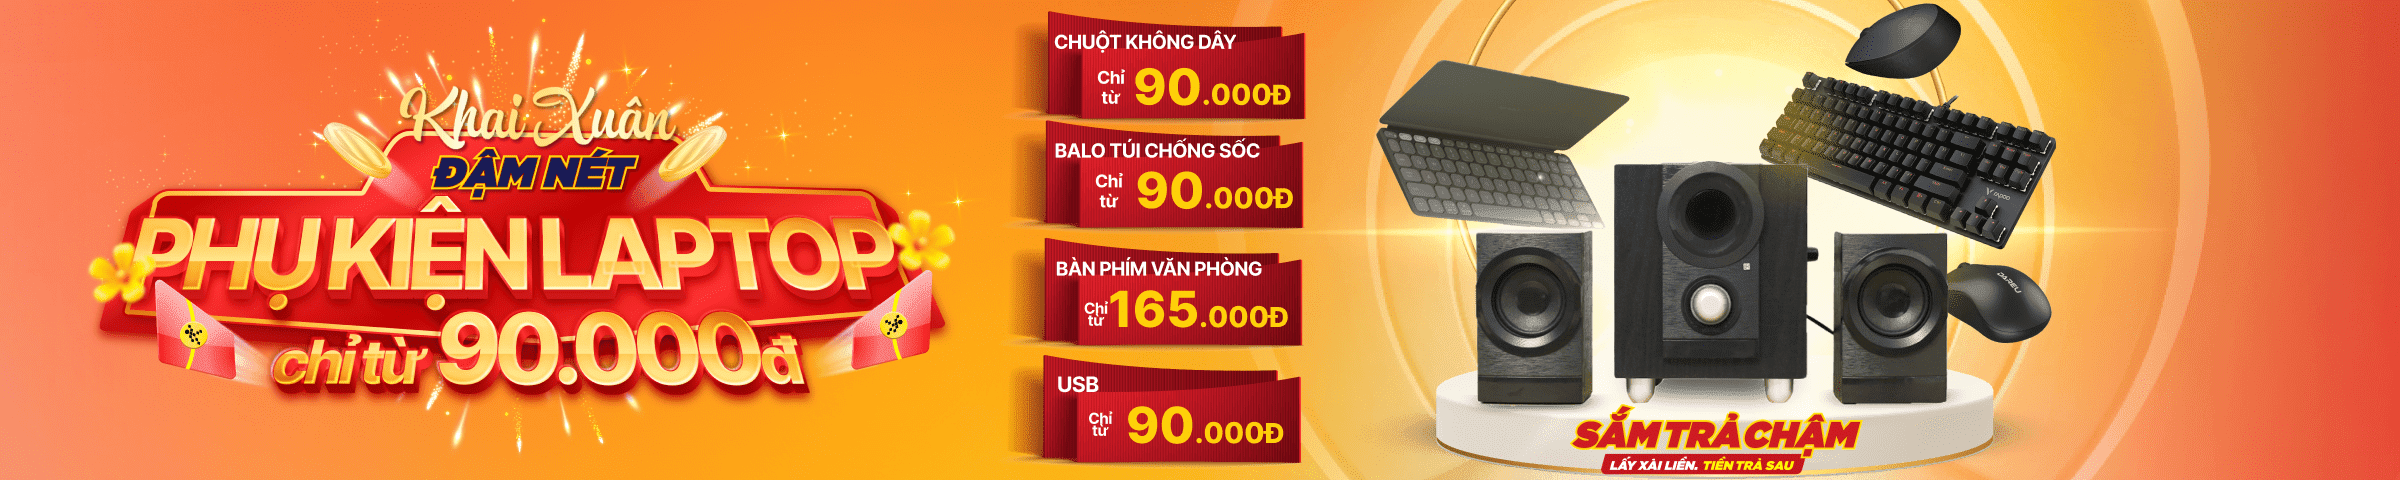 Khai Xuân
ĐẬM NÉT
PHỤ KIỆN LAPTOP
chỉ từ 90.000đ
CHUỘT KHÔNG DÂY
Chỉ từ 90.000Đ
BALO TÚI CHỐNG SỐC
Chỉ từ 90.000Đ
BÀN PHÍM VĂN PHÒNG
Chỉ từ 165.000Đ
USB
Chỉ từ 90.000Đ
RAPOO
DAREU
SẮM TRẢ CHẬM
LẤY XÀI LIỀN. TIỀN TRẢ SAU